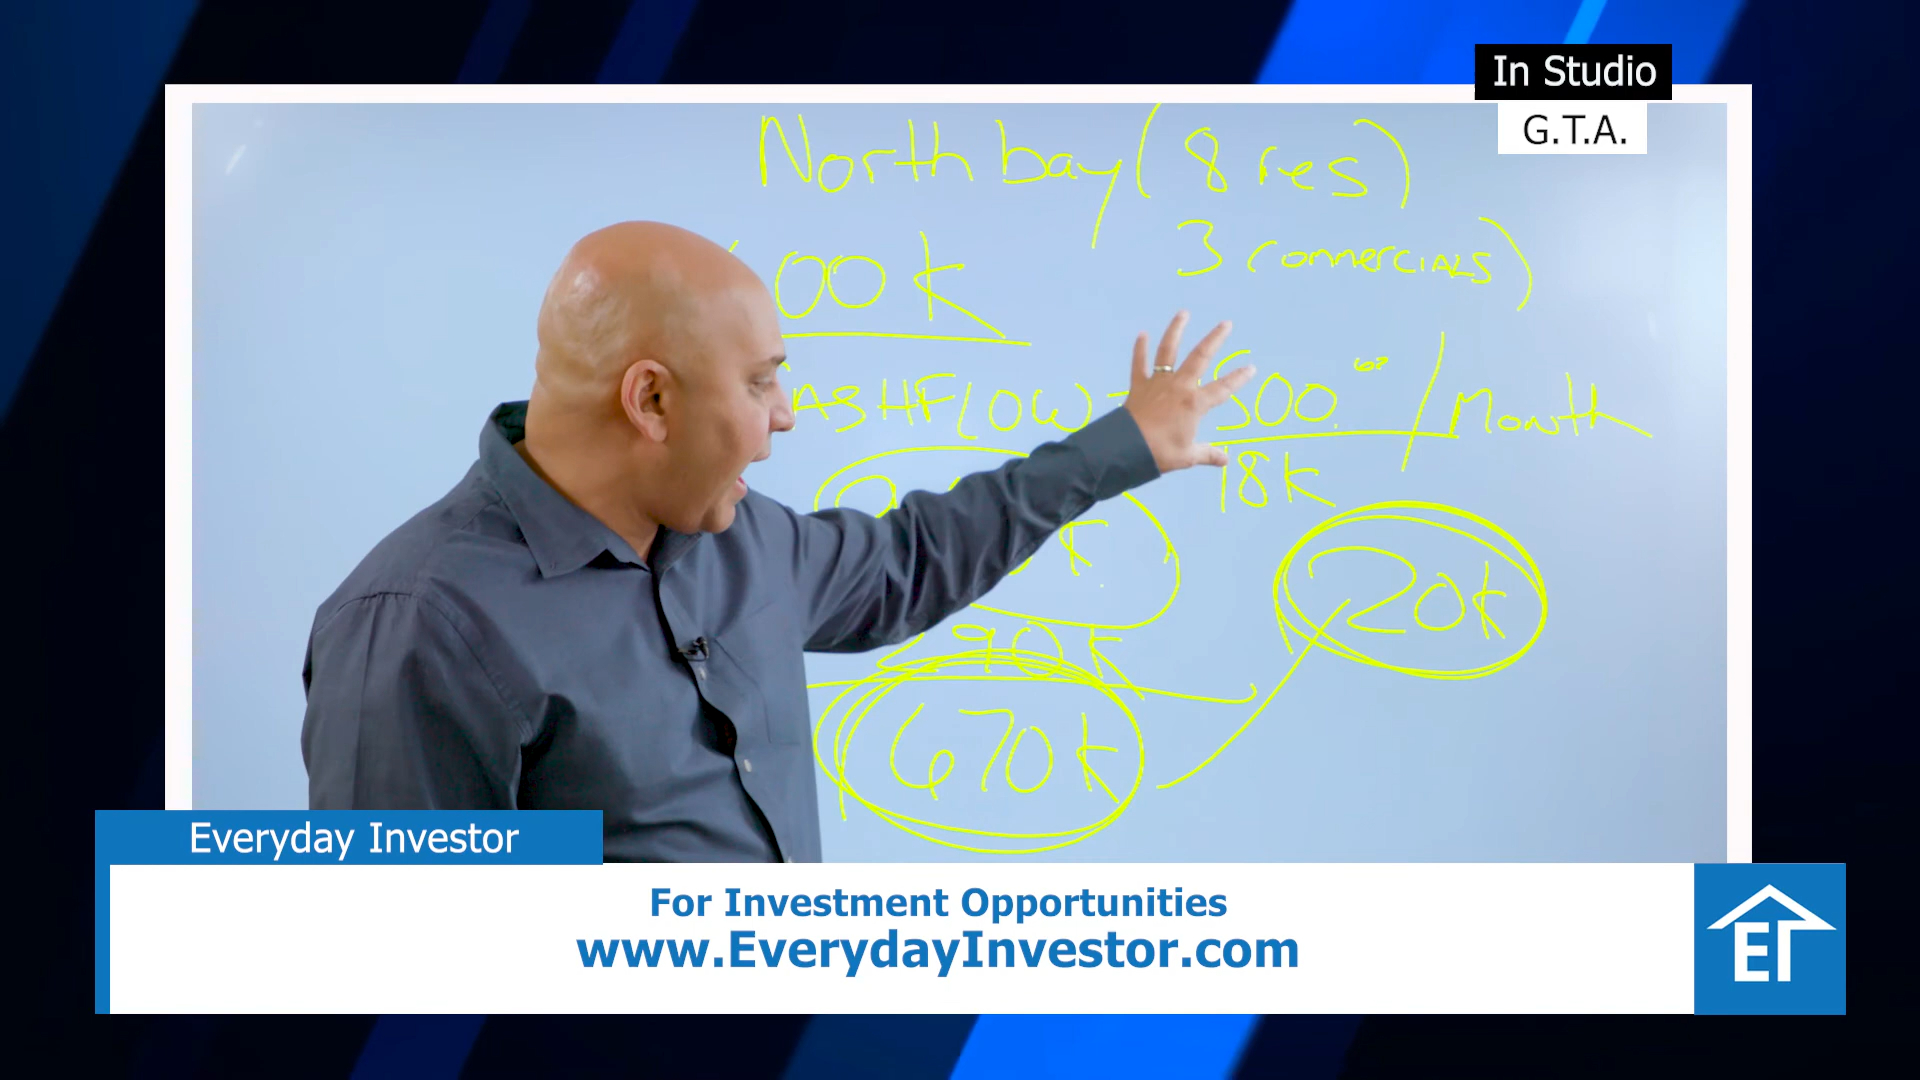 In Studio
G.T.A.
North bay (8 res)
3 commercials)
00 K
ASHFLOW
500.
/Month
18K
20K
90K
670K
Everyday Investor
For Investment Opportunities
www.EverydayInvestor.com